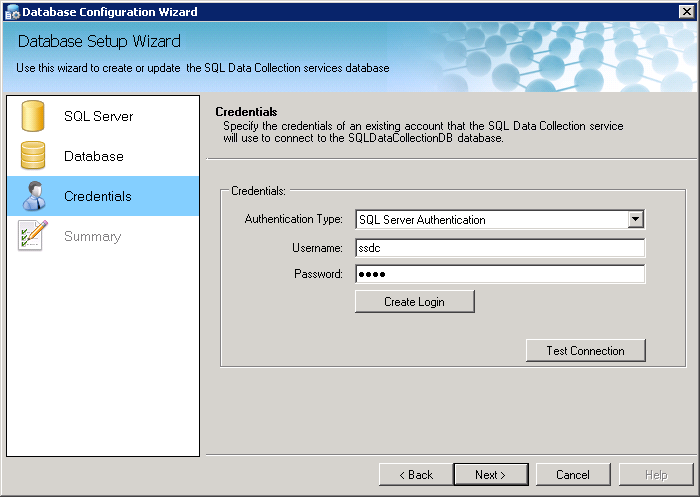 Database Configuration Wizard
Database Setup Wizard
Use this wizard to create or update the SQL Data Collection services database
SQL Server
Database
Credentials
Summary
Credentials
Specify the credentials of an existing account that the SQL Data Collection service
will use to connect to the SQLDataCollectionDB database.
Credentials:
Authentication Type: SQL Server Authentication
Username: ssdc
Password: ●●●●
Create Login
Test Connection
< Back Next > Cancel Help